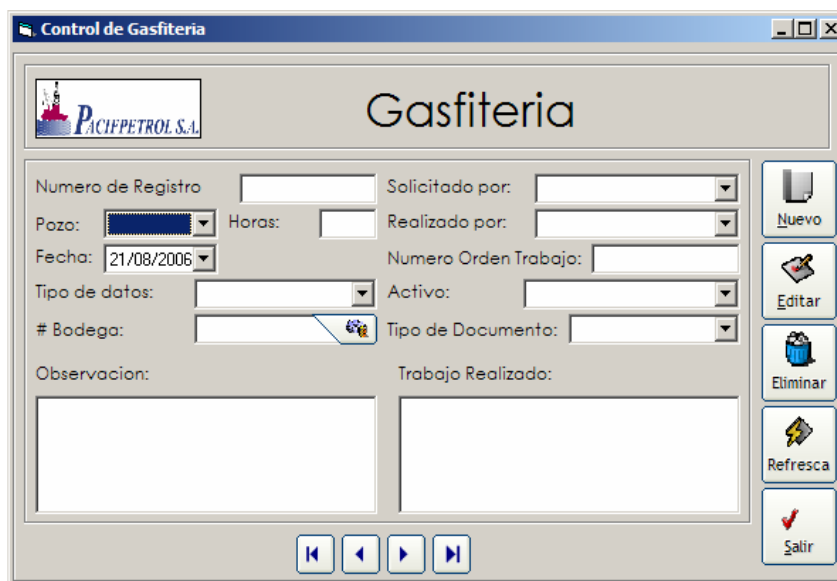 Control de Gasfiteria
PACIFPETROL S.A.
Gasfiteria
Numero de Registro
Solicitado por:
Pozo:
Horas:
Realizado por:
Fecha: 21/08/2006
Numero Orden Trabajo:
Tipo de datos:
Activo:
# Bodega:
Tipo de Documento:
Observacion:
Trabajo Realizado:
Nuevo
Editar
Eliminar
Refresca
Salir